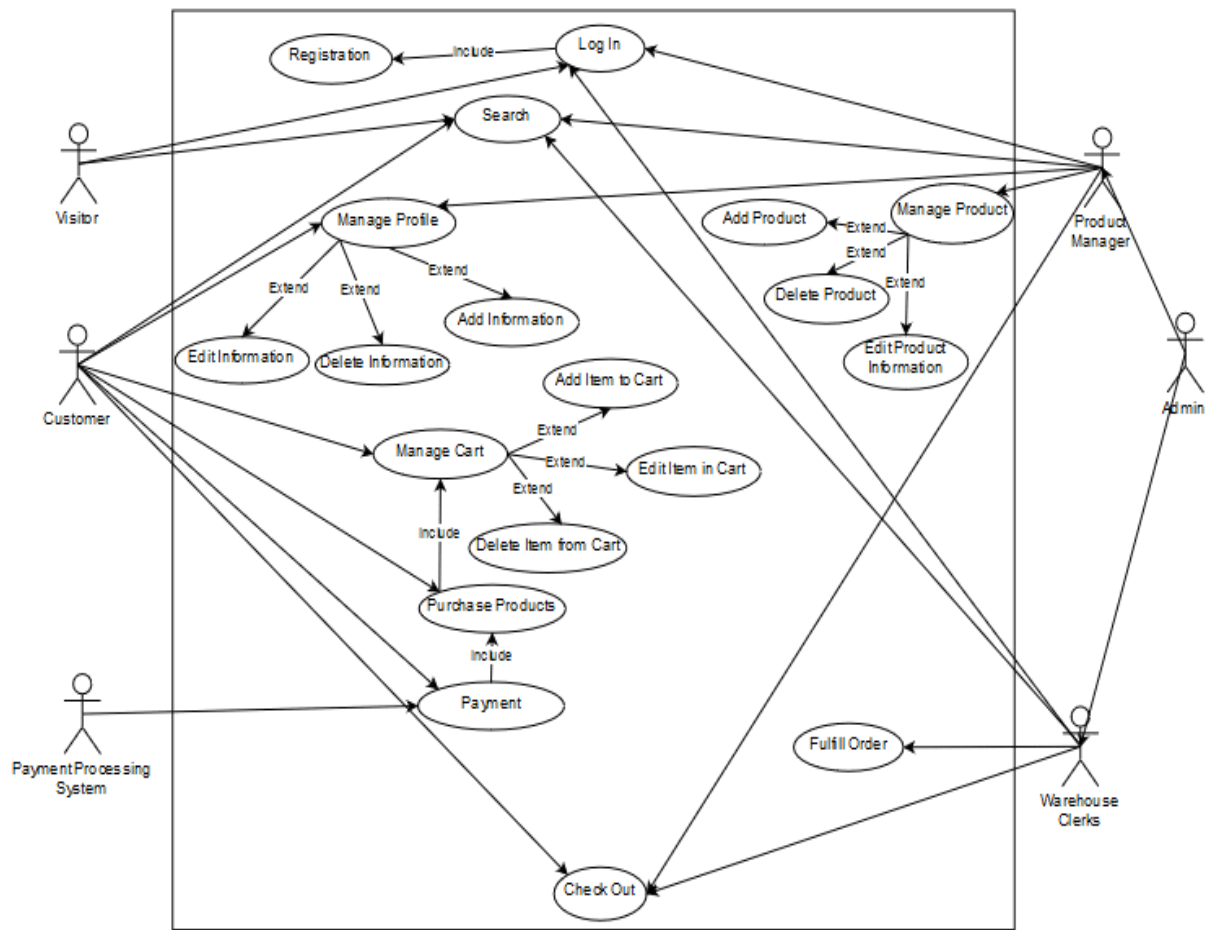 Log In
Include
Registration
Search
Visitor
Manage Profile
Add Product
Manage Product
Product
Manager
Extend
Extend
Extend
Extend
Extend
Extend
Delete Product
Add Information
Edit Information
Delete Information
Edit Product
Information
Customer
Admin
Add Item to Cart
Extend
Manage Cart
Extend
Edit Item in Cart
Extend
Include
Delete Item from Cart
Purchase Products
Include
Payment
Payment Processing
System
Fulfill Order
Warehouse
Clerks
Check Out